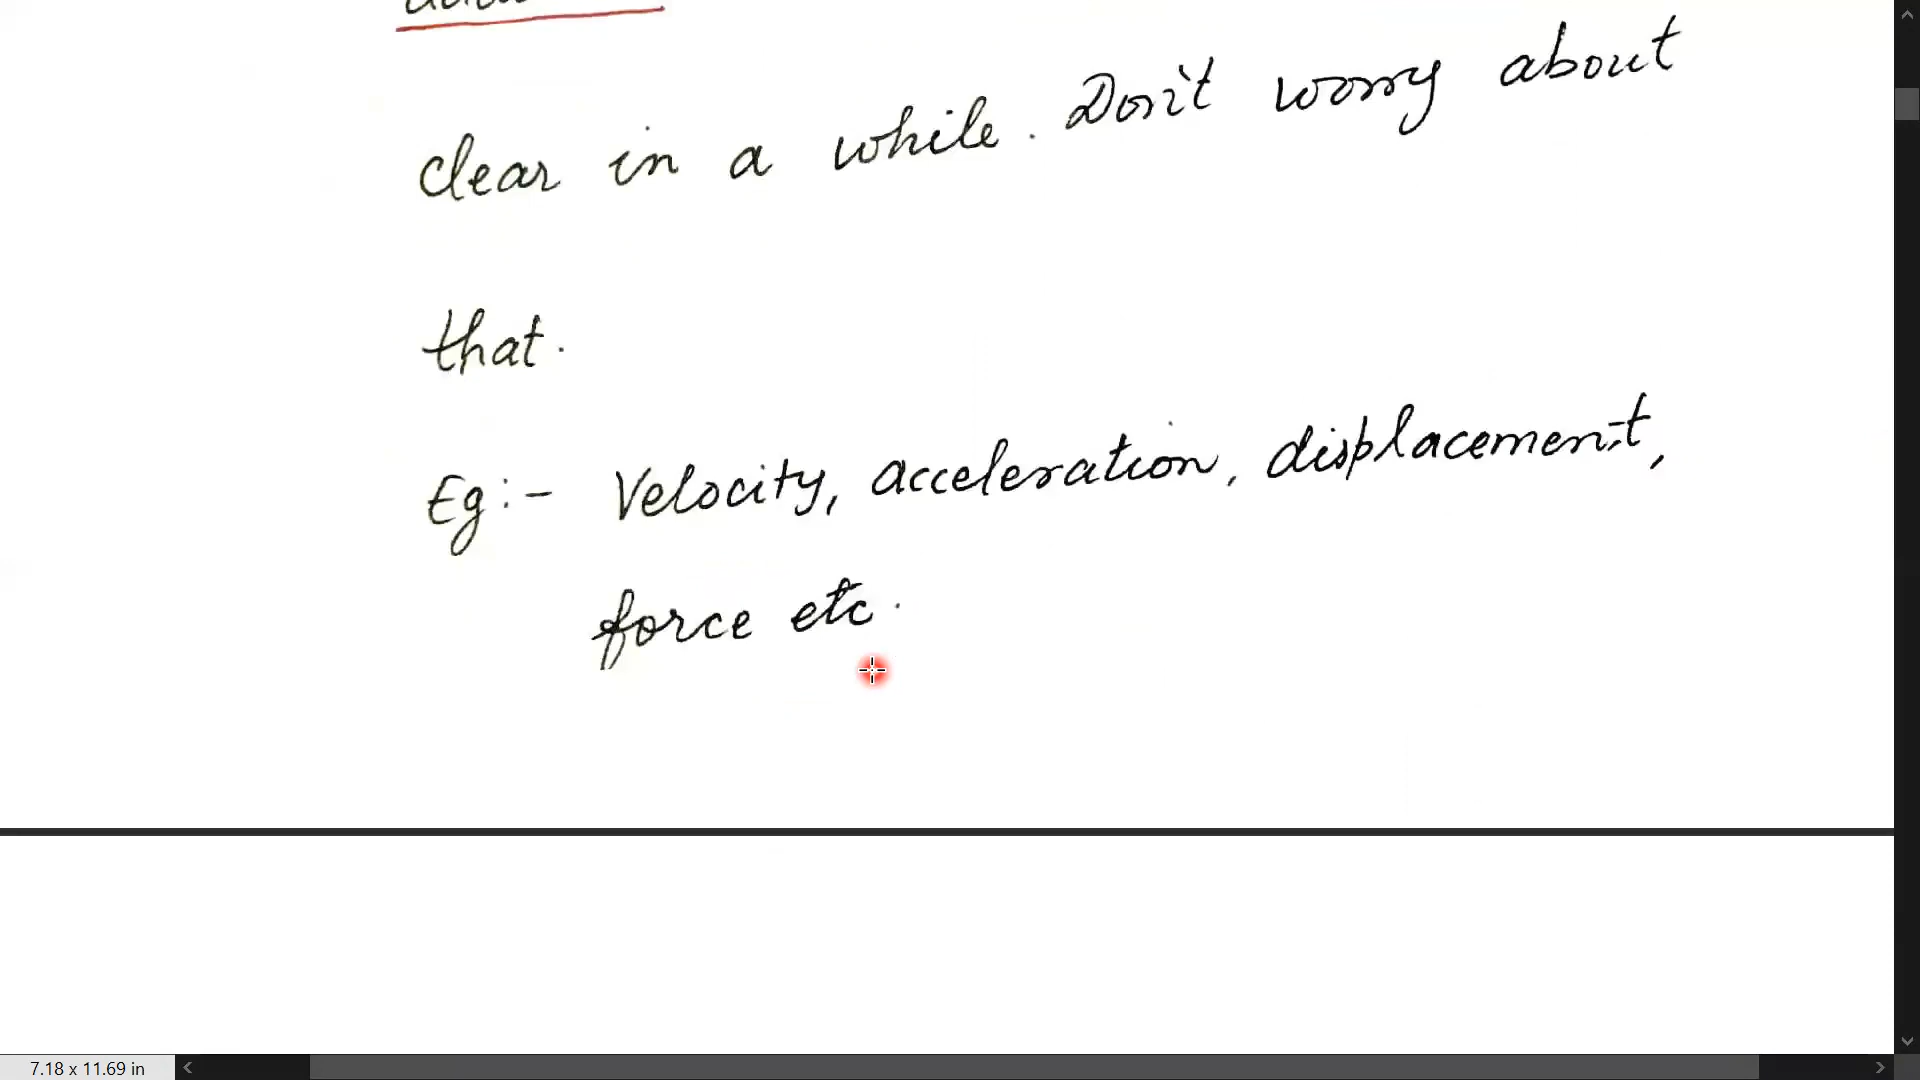 clear in a while. Don't worry about
that.
Eg:- Velocity, acceleration, displacement,
force etc.
7.18 x 11.69 in